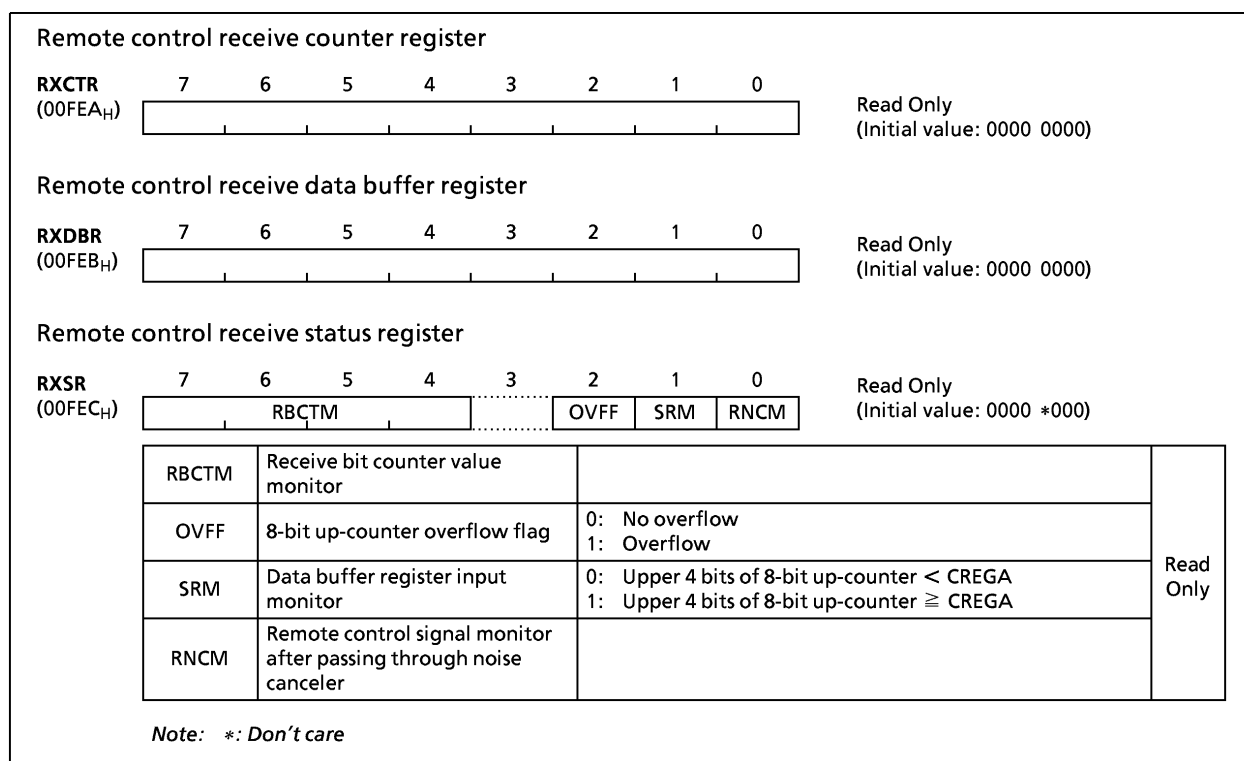 Remote control receive counter register
RXCTR 7 6 5 4 3 2 1 0
(00FEAH) Read Only
(Initial value: 0000 0000)
Remote control receive data buffer register
RXDBR 7 6 5 4 3 2 1 0
(00FEBH) Read Only
(Initial value: 0000 0000)
Remote control receive status register
RXSR 7 6 5 4 3 2 1 0 Read Only
(00FECH) RBCTM OVFF SRM RNCM (Initial value: 0000 *000)
RBCTM Receive bit counter value
monitor
OVFF 8-bit up-counter overflow flag 0: No overflow
1: Overflow
SRM Data buffer register input
monitor 0: Upper 4 bits of 8-bit up-counter < CREGA
1: Upper 4 bits of 8-bit up-counter ≧ CREGA
RNCM Remote control signal monitor
after passing through noise
canceler
Read
Only
Note: *: Don't care